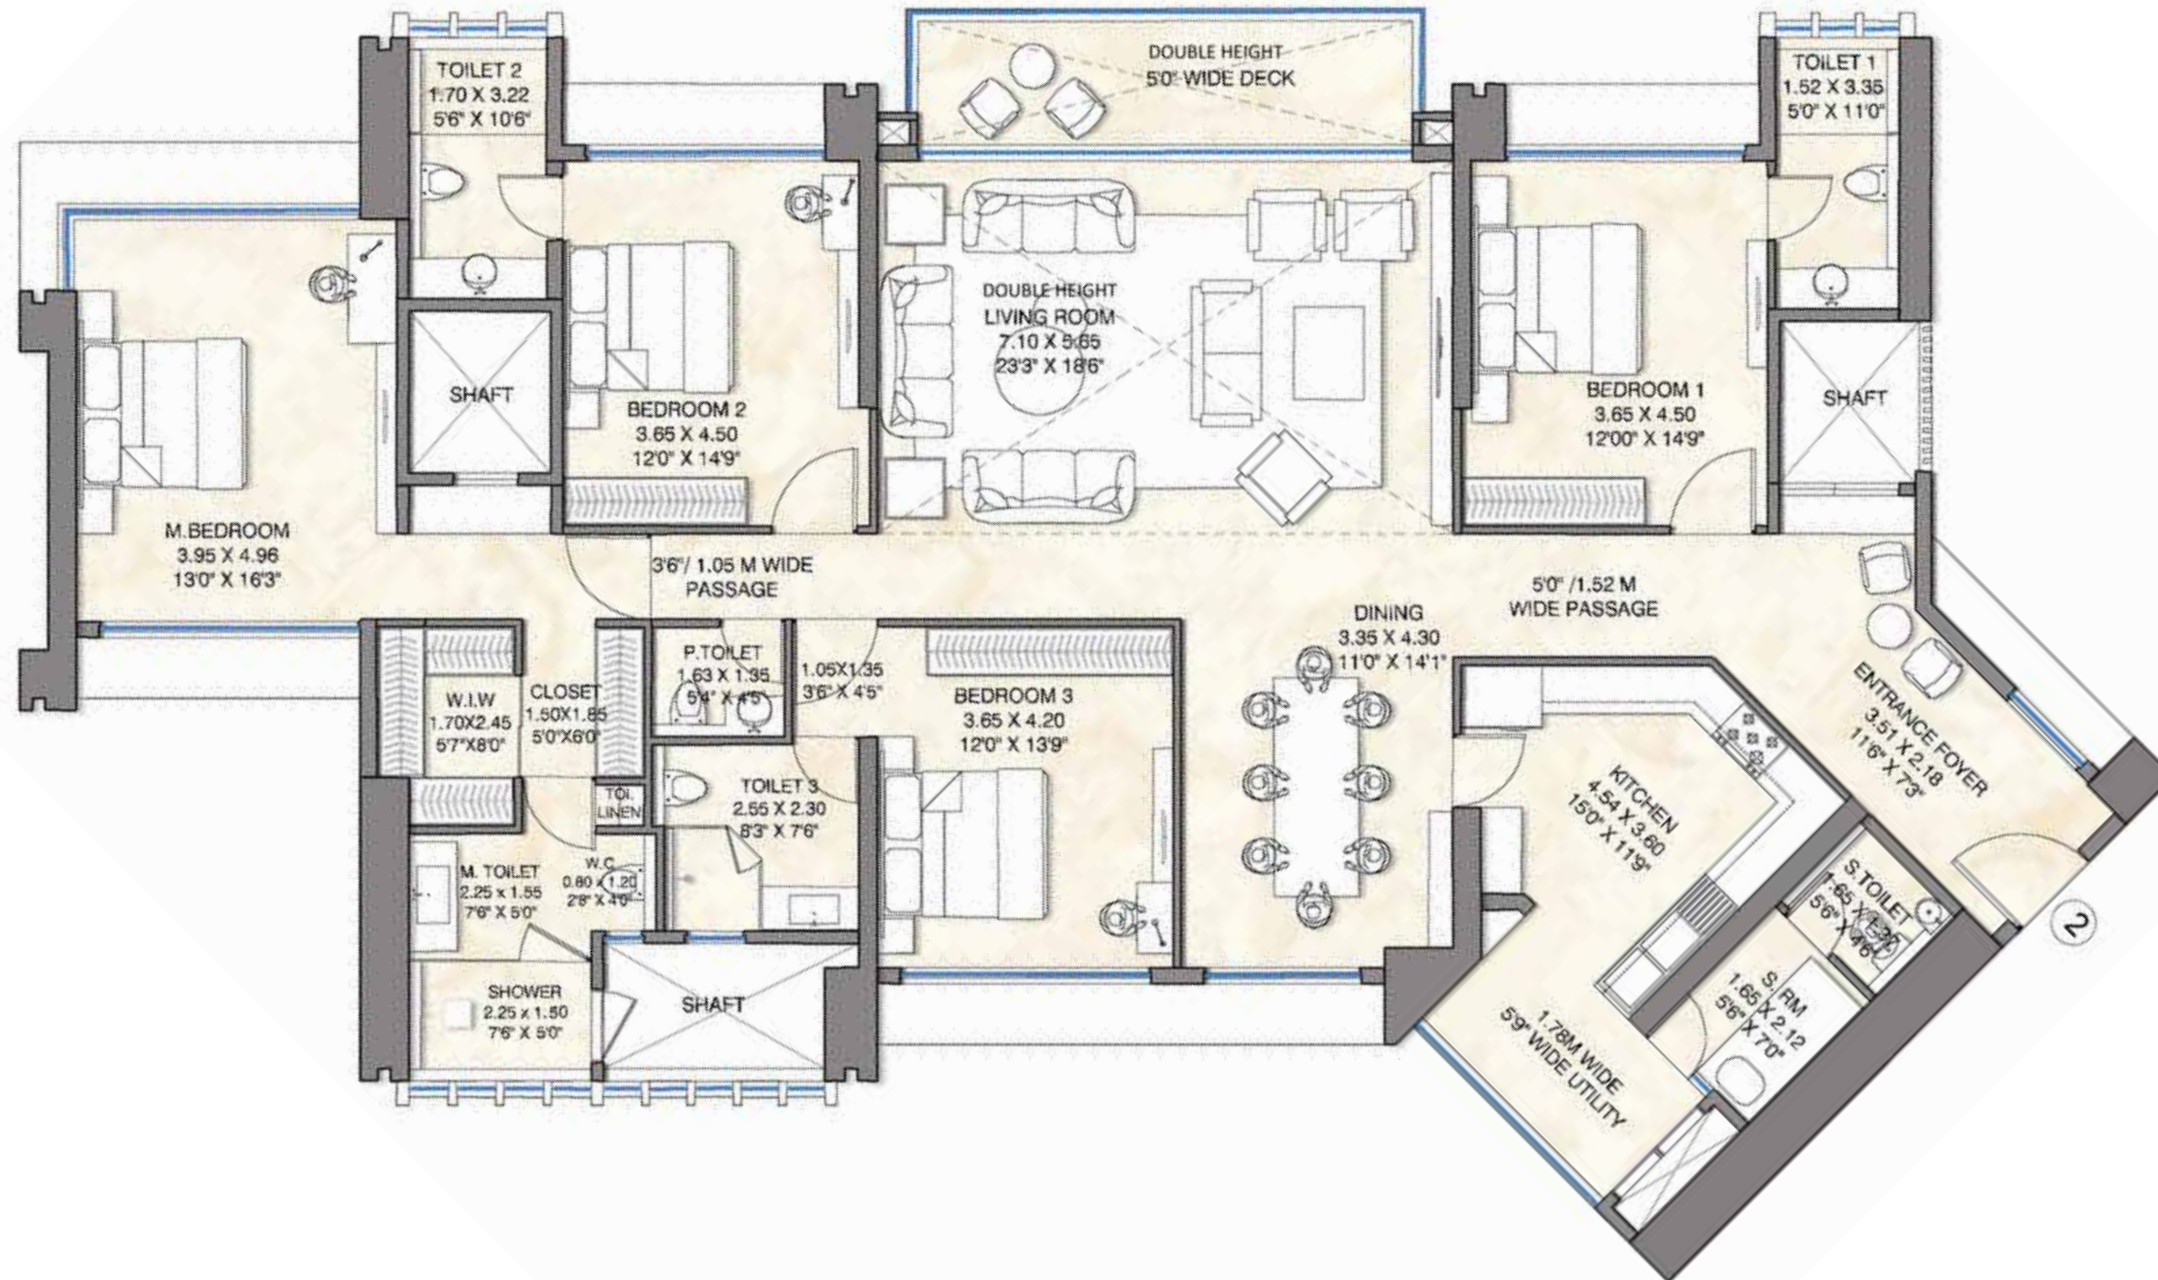 TOILET 2
1.70 X 3.22
5'6" X 10'6"
DOUBLE HEIGHT
5'0" WIDE DECK
TOILET 1
1.52 X 3.35
5'0" X 11'0"
DOUBLE HEIGHT
LIVING ROOM
7.10 X 5.65
23'3" X 18'6"
SHAFT
BEDROOM 2
3.65 X 4.50
12'0" X 14'9"
BEDROOM 1
3.65 X 4.50
12'00" X 14'9"
SHAFT
M.BEDROOM
3.95 X 4.96
13'0" X 16'3"
3'6"/ 1.05 M WIDE
PASSAGE
5'0" /1.52 M
WIDE PASSAGE
DINING
3.35 X 4.30
11'0" X 14'1"
P.TOILET
1.63 X 1.35
5'4" X 4'5"
1.05X1.35
3'6" X 4'5"
BEDROOM 3
3.65 X 4.20
12'0" X 13'9"
W.I.W
1.70X2.45
5'7"X8'0"
CLOSET
1.50X1.85
5'0"X6'0"
ENTRANCE FOYER
3.51 X 2.18
11'6" X 7'3"
TOI.
LINEN
TOILET 3
2.55 X 2.30
8'3" X 7'6"
KITCHEN
4.54 X 3.60
15'0" X 11'9"
M. TOILET
2.25 x 1.55
7'6" X 5'0"
W.C
0.80 x 1.20
2'8" X 4'0"
S.TOILET
1.65 X 1.37
5'6" X 4'6"
2
SHOWER
2.25 x 1.50
7'6" X 5'0"
SHAFT
S. RM
1.65 X 2.12
5'6" X 7'0"
1.78M WIDE
5'9" WIDE UTILITY